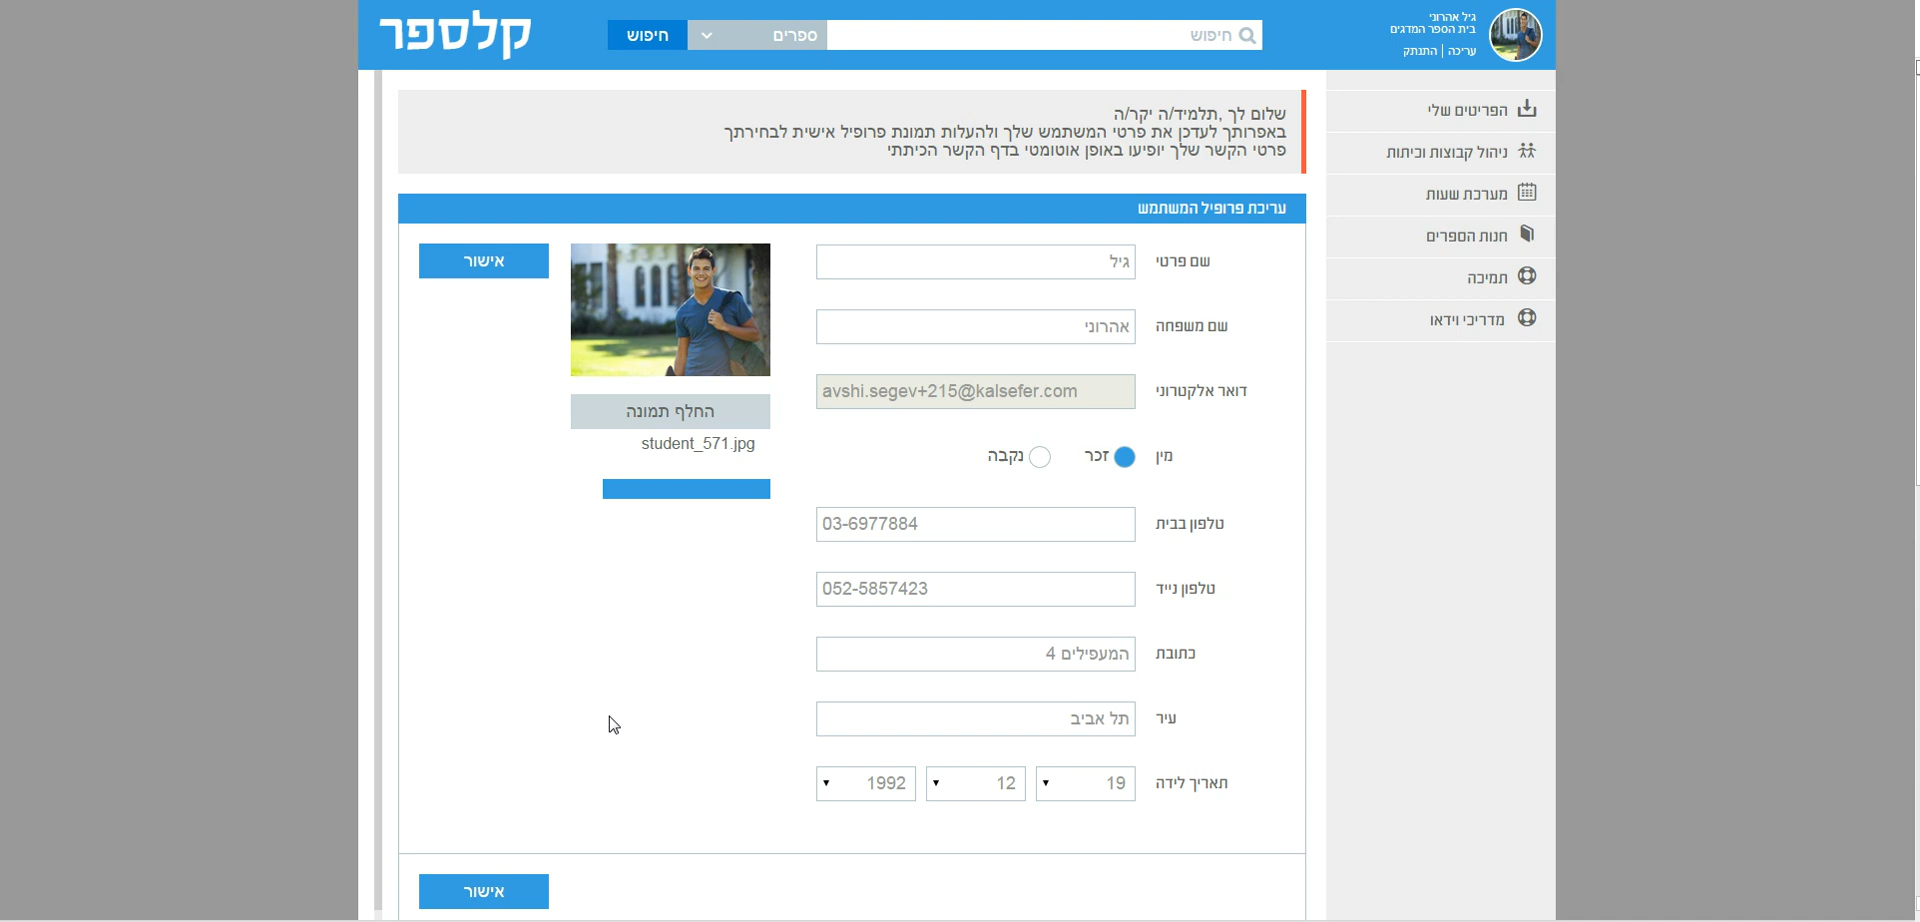 גיל אהרוני
בית הספר המדגים
עריכה | התנתק
חיפוש
ספרים
חיפוש
קלספר
הפריטים שלי
ניהול קבוצות וכיתות
מערכת שעות
חנות הספרים
תמיכה
מדריכי וידאו
שלום לך ,תלמיד/ה יקר/ה
באפרותך לעדכן את פרטי המשתמש שלך ולהעלות תמונת פרופיל אישית לבחירתך
פרטי הקשר שלך יופיעו באופן אוטומטי בדף הקשר הכיתתי
עריכת פרופיל המשתמש
שם פרטי
גיל
אישור
שם משפחה
אהרוני
דואר אלקטרוני
avshi.segev+215@kalsefer.com
החלף תמונה
student_571.jpg
מין
זכר
נקבה
טלפון בבית
03-6977884
טלפון נייד
052-5857423
כתובת
המעפילים 4
עיר
תל אביב
תאריך לידה
19
12
1992
אישור